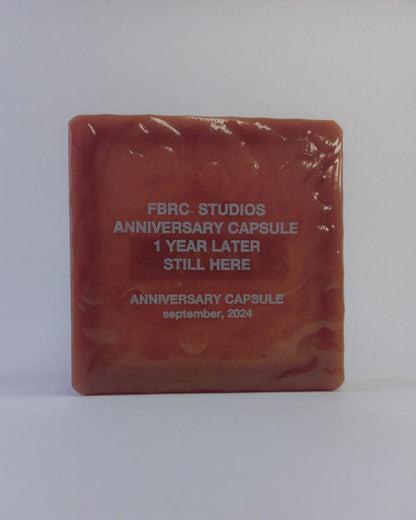 FBRC- STUDIOS
ANNIVERSARY CAPSULE
1 YEAR LATER
STILL HERE
ANNIVERSARY CAPSULE
september, 2024